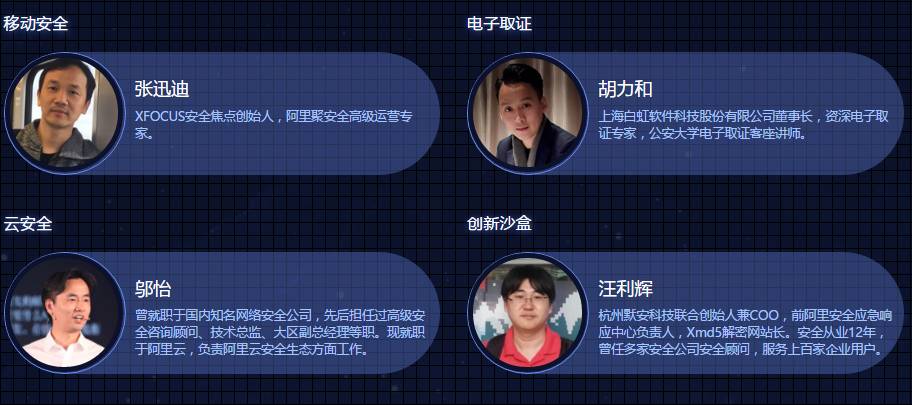 移动安全
张迅迪
XFOCUS安全焦点创始人，阿里聚安全高级运营专
家。
电子取证
胡力和
上海白虹软件科技股份有限公司董事长，资深电子取
证专家，公安大学电子取证客座讲师。
云安全
邬怡
曾就职于国内知名网络安全公司，先后担任过高级安
全咨询顾问、技术总监、大区副总经理等职。现就职
于阿里云，负责阿里云安全生态方面工作。
创新沙盒
汪利辉
杭州默安科技联合创始人兼COO，前阿里安全应急响
应中心负责人，Xmd5解密网站长。安全从业12年，
曾任多家安全公司安全顾问，服务上百家企业用户。